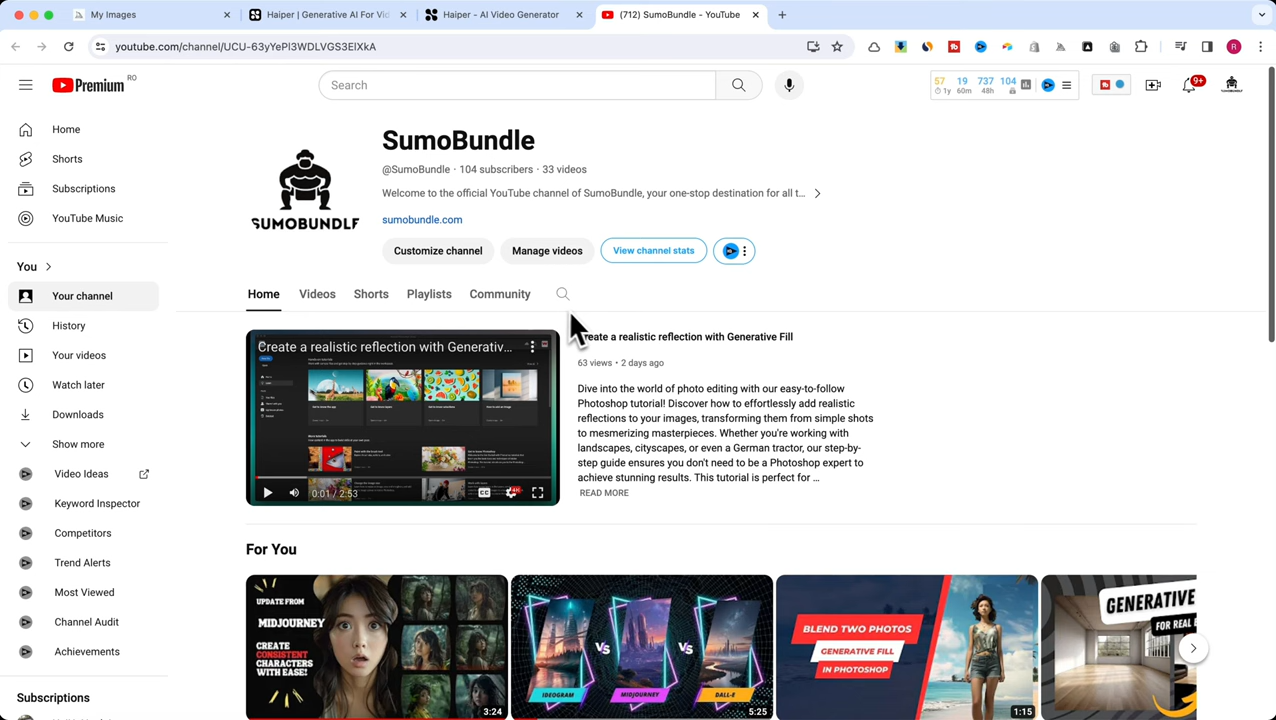 My Images
Haiper | Generative AI For Vi
Haiper - AI Video Generator
(712) SumoBundle - YouTube
youtube.com/channel/UCU-63yYePl3WDLVGS3ElXkA
R
Premium
RO
Search
57 19 737 104
1y 60m 48h
9+
SumoBundle
@SumoBundle · 104 subscribers · 33 videos
Welcome to the official YouTube channel of SumoBundle, your one-stop destination for all t...
sumobundle.com
SUMOBUNDLE
Customize channel
Manage videos
View channel stats
Home
Videos
Shorts
Playlists
Community
Home
Shorts
Subscriptions
YouTube Music
You
Your channel
History
Your videos
Watch later
Downloads
Show more
Video Ideas
Keyword Inspector
Competitors
Trend Alerts
Most Viewed
Channel Audit
Achievements
Subscriptions
Create a realistic reflection with Generativ...
0:01 / 2:53
CC
reate a realistic reflection with Generative Fill
63 views · 2 days ago
Dive into the world of photo editing with our easy-to-follow
Photoshop tutorial! Discover how to effortlessly add realistic
reflections to your images, transforming them from simple shots
to mesmerizing masterpieces. Whether you're working with
landscapes, cityscapes, or even a German tractor, our step-by-
step guide ensures you don't need to be a Photoshop expert to
achieve stunning results. This tutorial is perfect for ...
READ MORE
For You
UPDATE FROM
MIDJOURNEY
CREATE
CONSISTENT
CHARACTERS
WITH EASE!
3:24
VS
VS
IDEOGRAM
MIDJOURNEY
DALL-E
5:25
BLEND TWO PHOTOS
GENERATIVE FILL
IN PHOTOSHOP
1:15
GENERATIVE
FOR REAL E